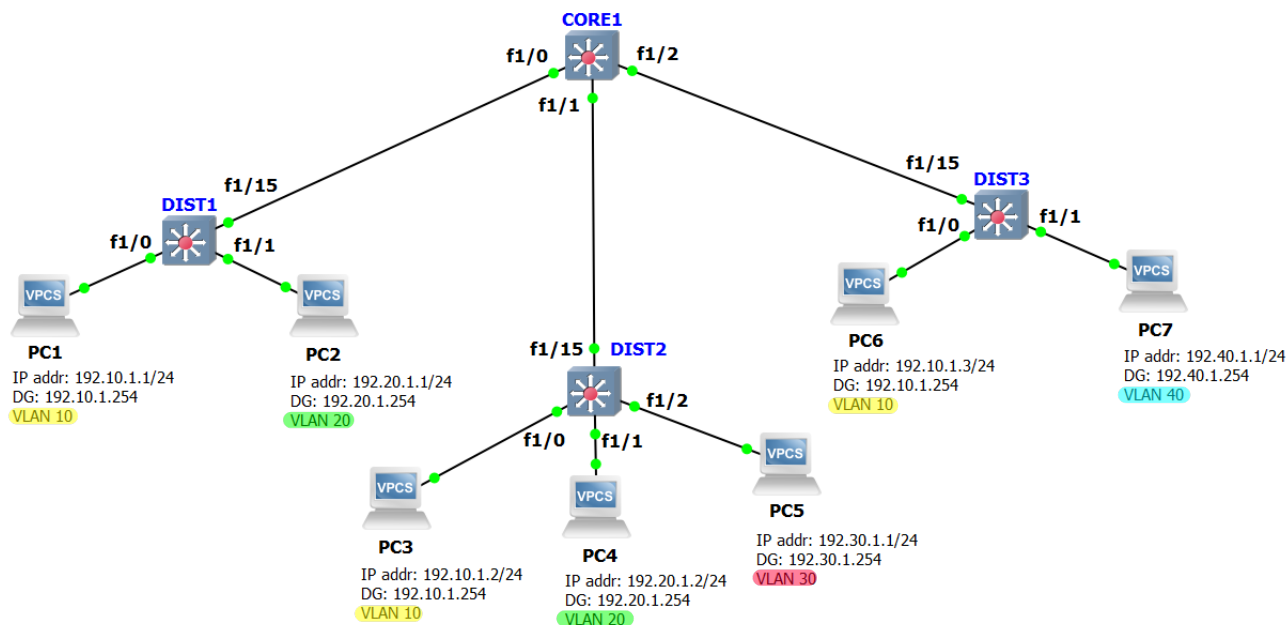 CORE1
f1/0
f1/2
f1/1
f1/15
DIST1
f1/0
f1/1
VPCS
PC1
IP addr: 192.10.1.1/24
DG: 192.10.1.254
VLAN 10
VPCS
PC2
IP addr: 192.20.1.1/24
DG: 192.20.1.254
VLAN 20
f1/15
DIST2
f1/0
f1/1
f1/2
VPCS
PC3
IP addr: 192.10.1.2/24
DG: 192.10.1.254
VLAN 10
VPCS
PC4
IP addr: 192.20.1.2/24
DG: 192.20.1.254
VLAN 20
VPCS
PC5
IP addr: 192.30.1.1/24
DG: 192.30.1.254
VLAN 30
f1/15
DIST3
f1/0
f1/1
VPCS
PC6
IP addr: 192.10.1.3/24
DG: 192.10.1.254
VLAN 10
VPCS
PC7
IP addr: 192.40.1.1/24
DG: 192.40.1.254
VLAN 40